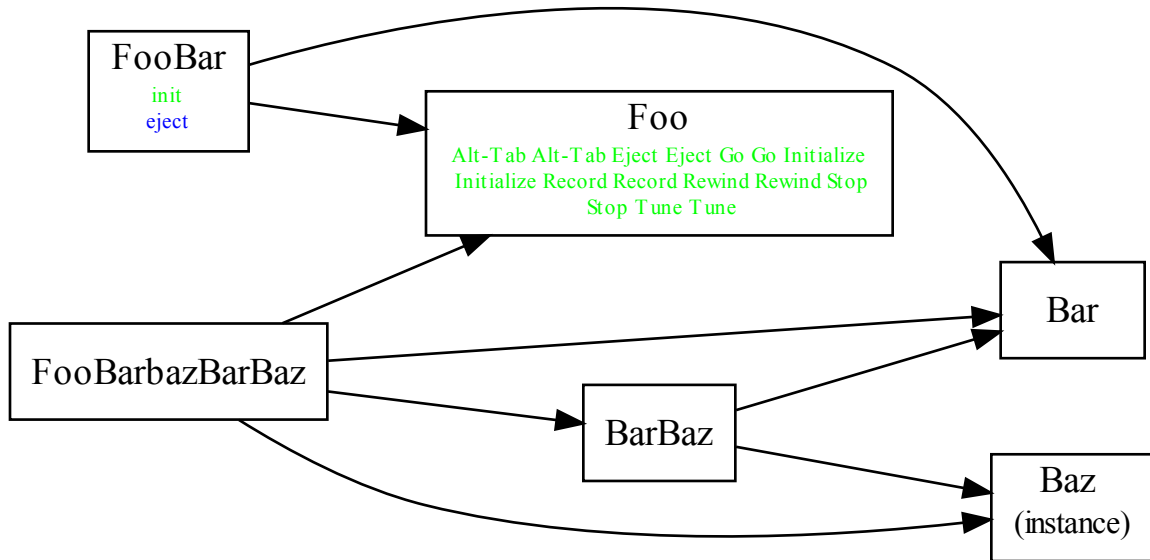 FooBar
init
eject
Foo
Alt-Tab Alt-Tab Eject Eject Go Go Initialize
Initialize Record Record Rewind Rewind Stop
Stop Tune Tune
Bar
FooBarbazBarBaz
BarBaz
Baz
(instance)